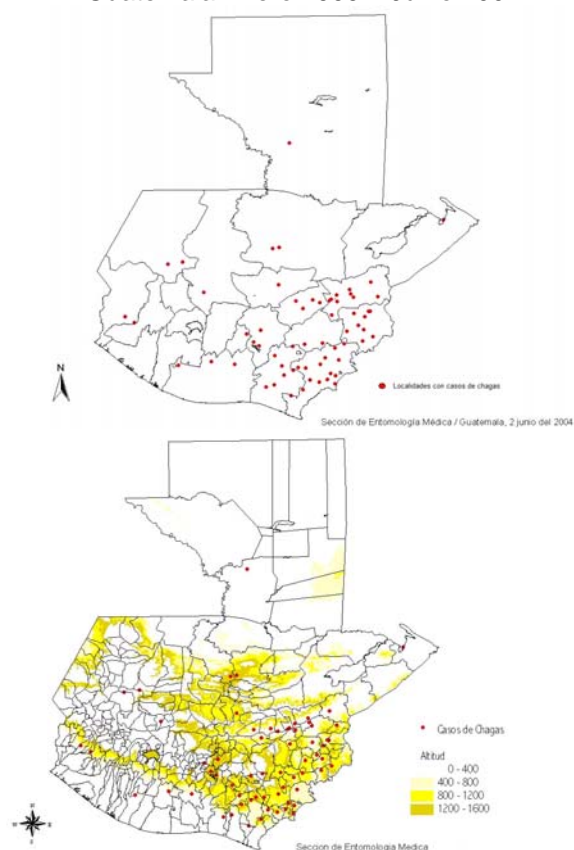 N
Localidades con casos de chagas
Sección de Entomología Médica / Guatemala, 2 junio del 2004
Casos de Chagas
Altitud
0 - 400
400 - 800
800 - 1200
1200 - 1600
Seccion de Entomologia Medica